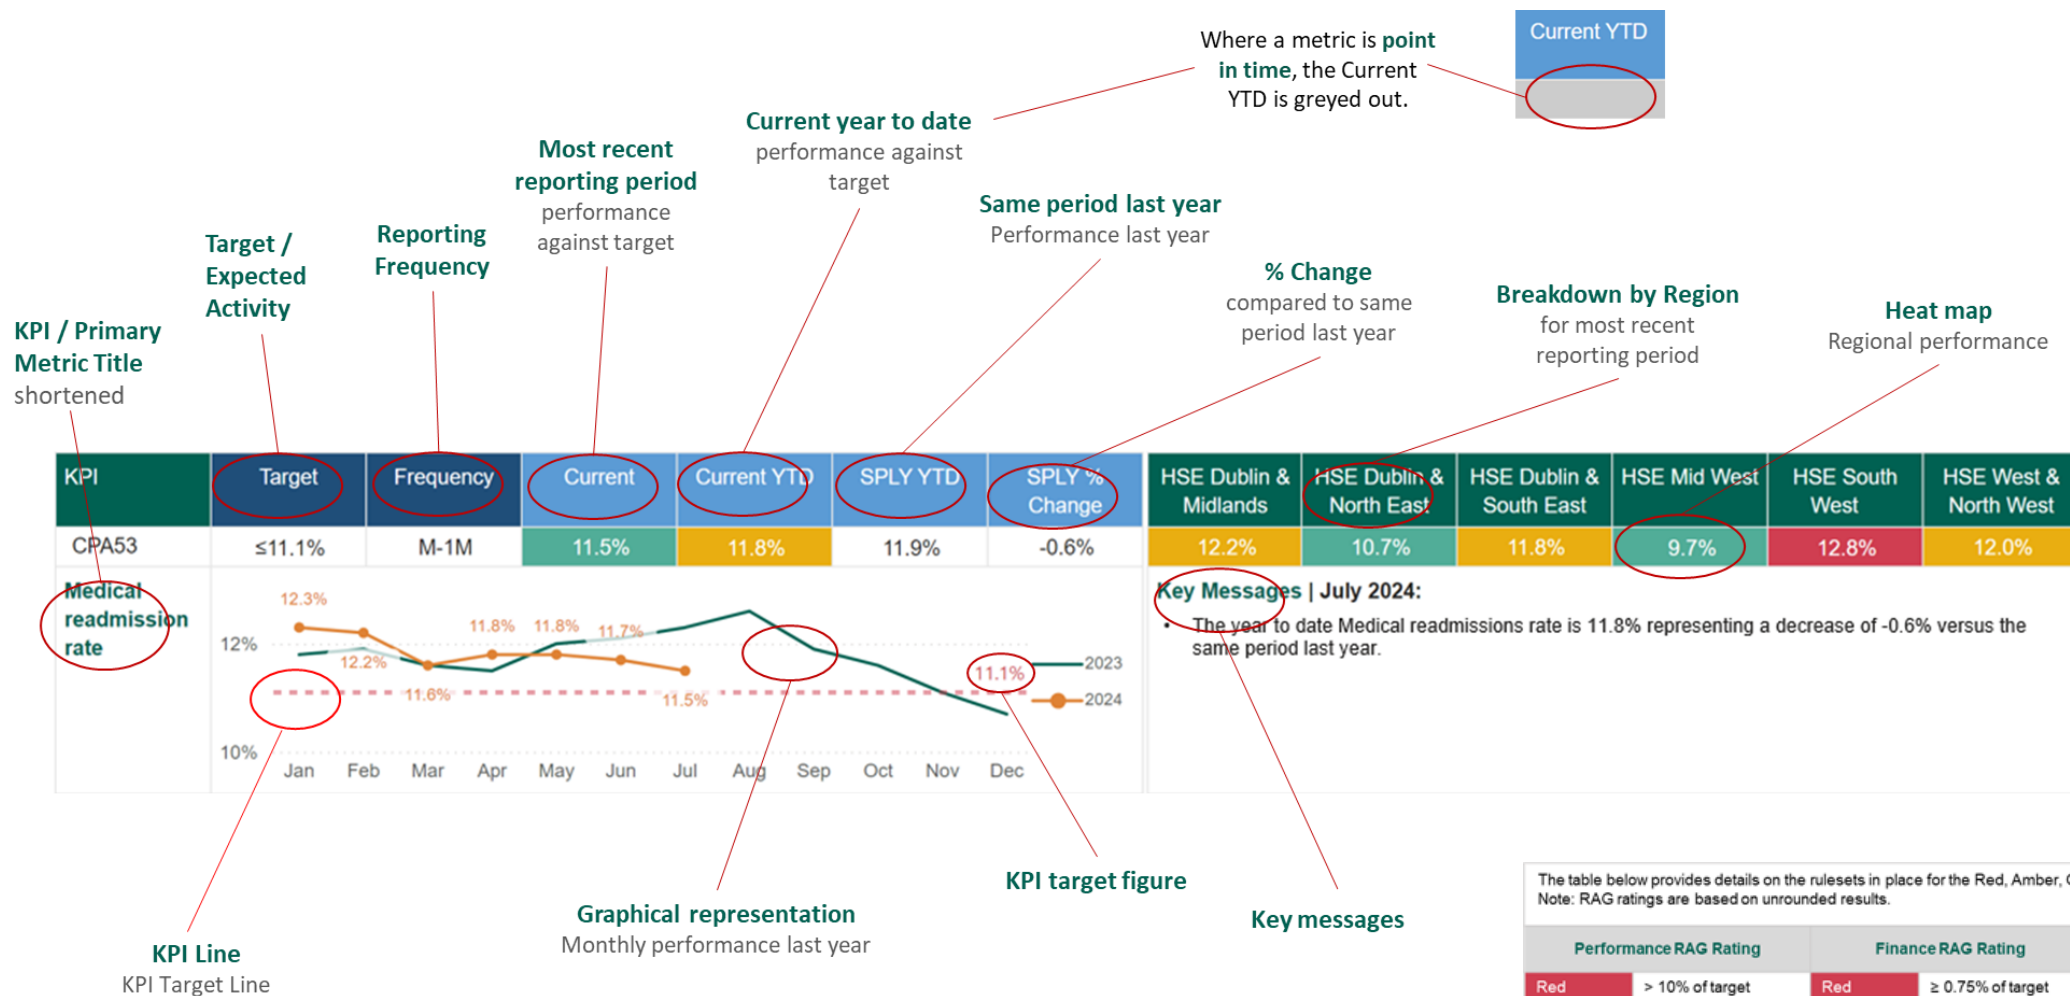 Where a metric is point
in time, the Current
YTD is greyed out.
Current YTD
Current year to date
performance against
target
Most recent
reporting period
performance
against target
Same period last year
Performance last year
Target /
Expected
Activity
Reporting
Frequency
% Change
compared to same
period last year
Breakdown by Region
for most recent
reporting period
Heat map
Regional performance
KPI / Primary
Metric Title
shortened
KPI Target Frequency Current Current YTD SPLY YTD SPLY % Change HSE Dublin & Midlands HSE Dublin & North East HSE Dublin & South East HSE Mid West HSE South West HSE West & North West
CPA53 ≤11.1% M-1M 11.5% 11.8% 11.9% -0.6% 12.2% 10.7% 11.8% 9.7% 12.8% 12.0%
Medical
readmission
rate
12.3%
12.2%
11.6%
11.8%
11.8%
11.7%
11.5%
11.1%
12%
10%
Jan Feb Mar Apr May Jun Jul Aug Sep Oct Nov Dec
2023
2024
Key Messages | July 2024:
• The year to date Medical readmissions rate is 11.8% representing a decrease of -0.6% versus the
same period last year.
KPI Line
KPI Target Line
Graphical representation
Monthly performance last year
KPI target figure
Key messages
The table below provides details on the rulesets in place for the Red, Amber,
Note: RAG ratings are based on unrounded results.
Performance RAG Rating Finance RAG Rating
Red > 10% of target Red ≥ 0.75% of target